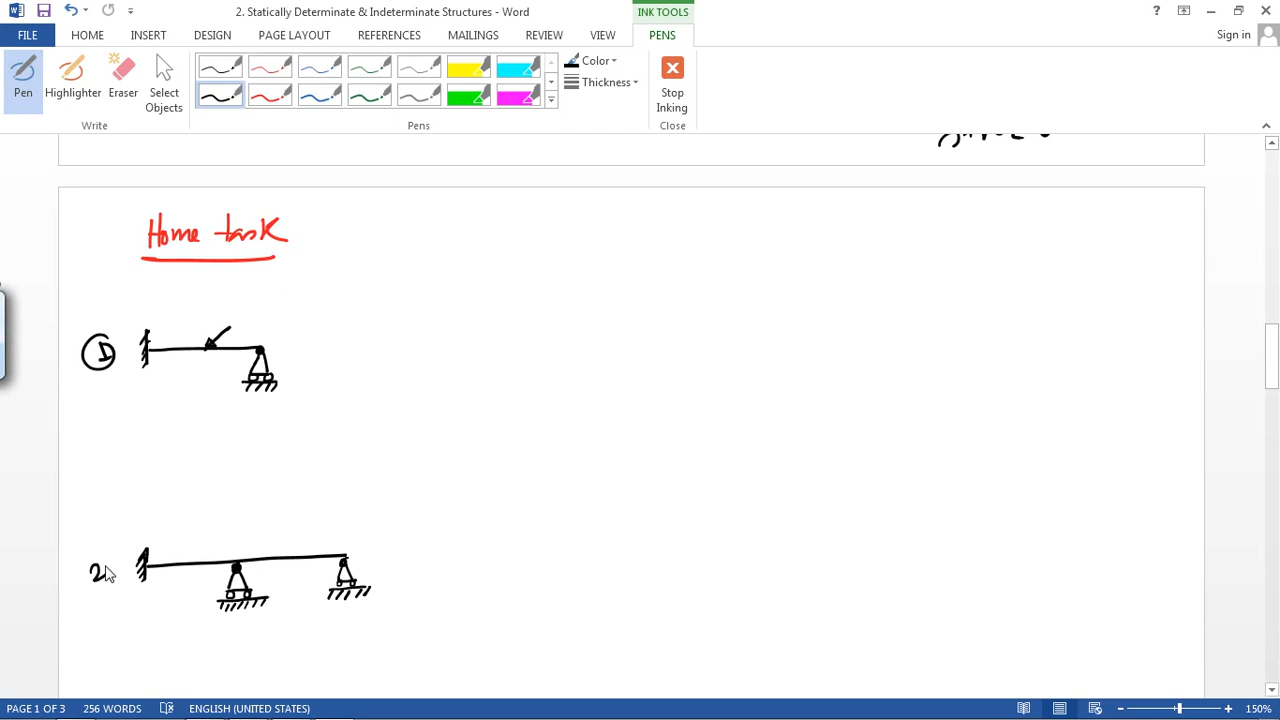 2. Statically Determinate & Indeterminate Structures - Word
INK TOOLS
?
FILE HOME INSERT DESIGN PAGE LAYOUT REFERENCES MAILINGS REVIEW VIEW PENS
Sign in
Pen
Highlighter
Eraser
Select
Objects
Color
Thickness
Stop
Inking
Write
Pens
Close
Home task
1
2
PAGE 1 OF 3 256 WORDS ENGLISH (UNITED STATES)
150%